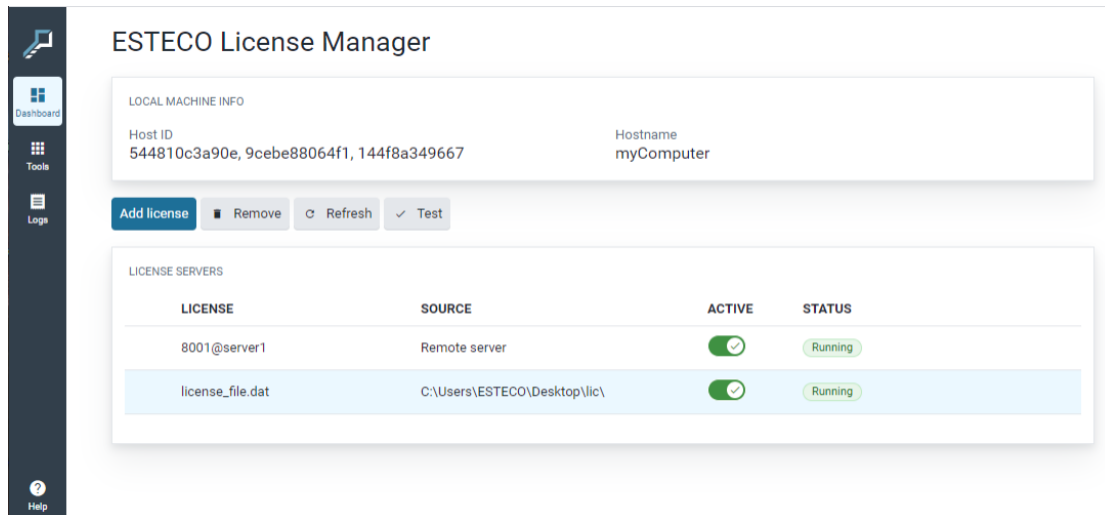 ESTECO License Manager
Dashboard
Tools
Logs
Help
LOCAL MACHINE INFO
Host ID Hostname
544810c3a90e, 9cebe88064f1, 144f8a349667 myComputer
Add license Remove Refresh Test
LICENSE SERVERS
LICENSE SOURCE ACTIVE STATUS
8001@server1 Remote server Running
license_file.dat C:\Users\ESTECO\Desktop\lic\ Running